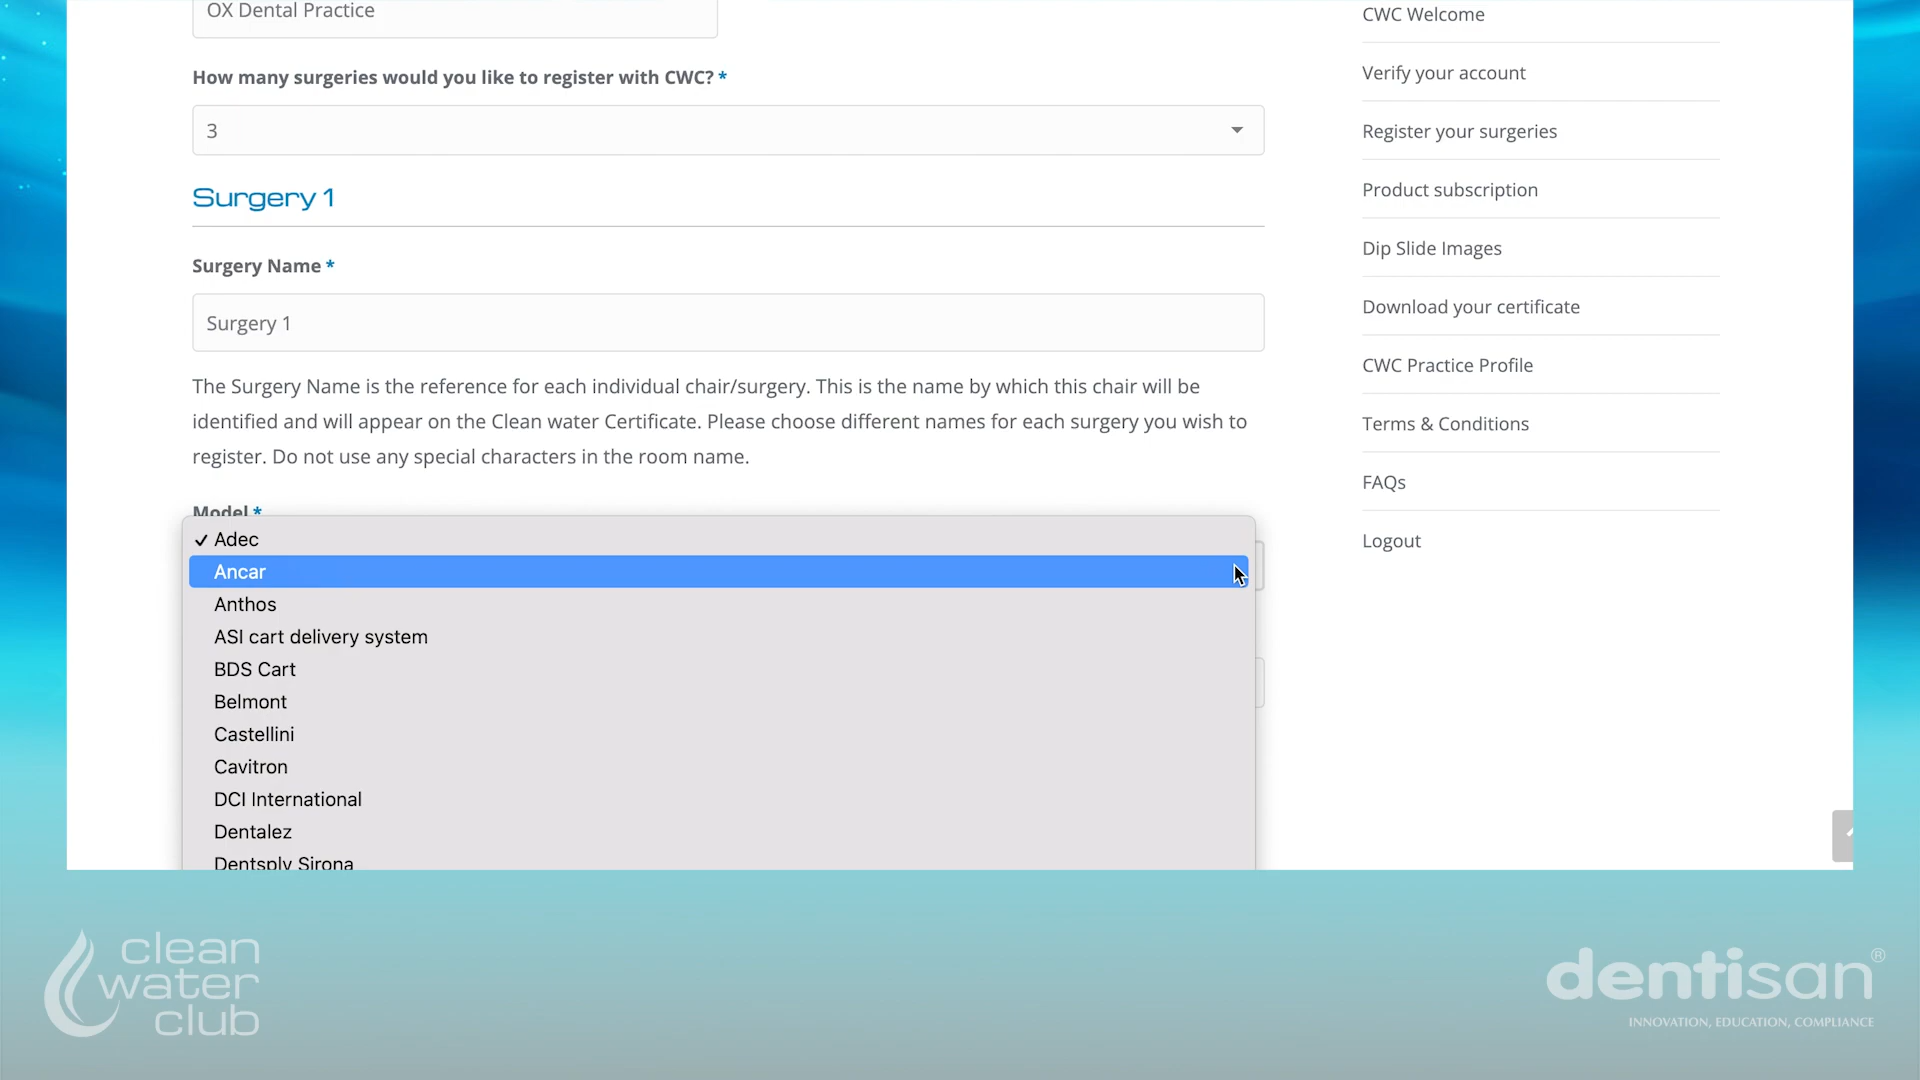 OX Dental Practice
How many surgeries would you like to register with CWC? *
3
Surgery 1
Surgery Name *
Surgery 1
The Surgery Name is the reference for each individual chair/surgery. This is the name by which this chair will be
identified and will appear on the Clean water Certificate. Please choose different names for each surgery you wish to
register. Do not use any special characters in the room name.
Model *
✓ Adec
Ancar
Anthos
ASI cart delivery system
BDS Cart
Belmont
Castellini
Cavitron
DCI International
Dentalez
Dentsply Sirona
CWC Welcome
Verify your account
Register your surgeries
Product subscription
Dip Slide Images
Download your certificate
CWC Practice Profile
Terms & Conditions
FAQs
Logout
clean
water
club
dentisan®
INNOVATION, EDUCATION, COMPLIANCE